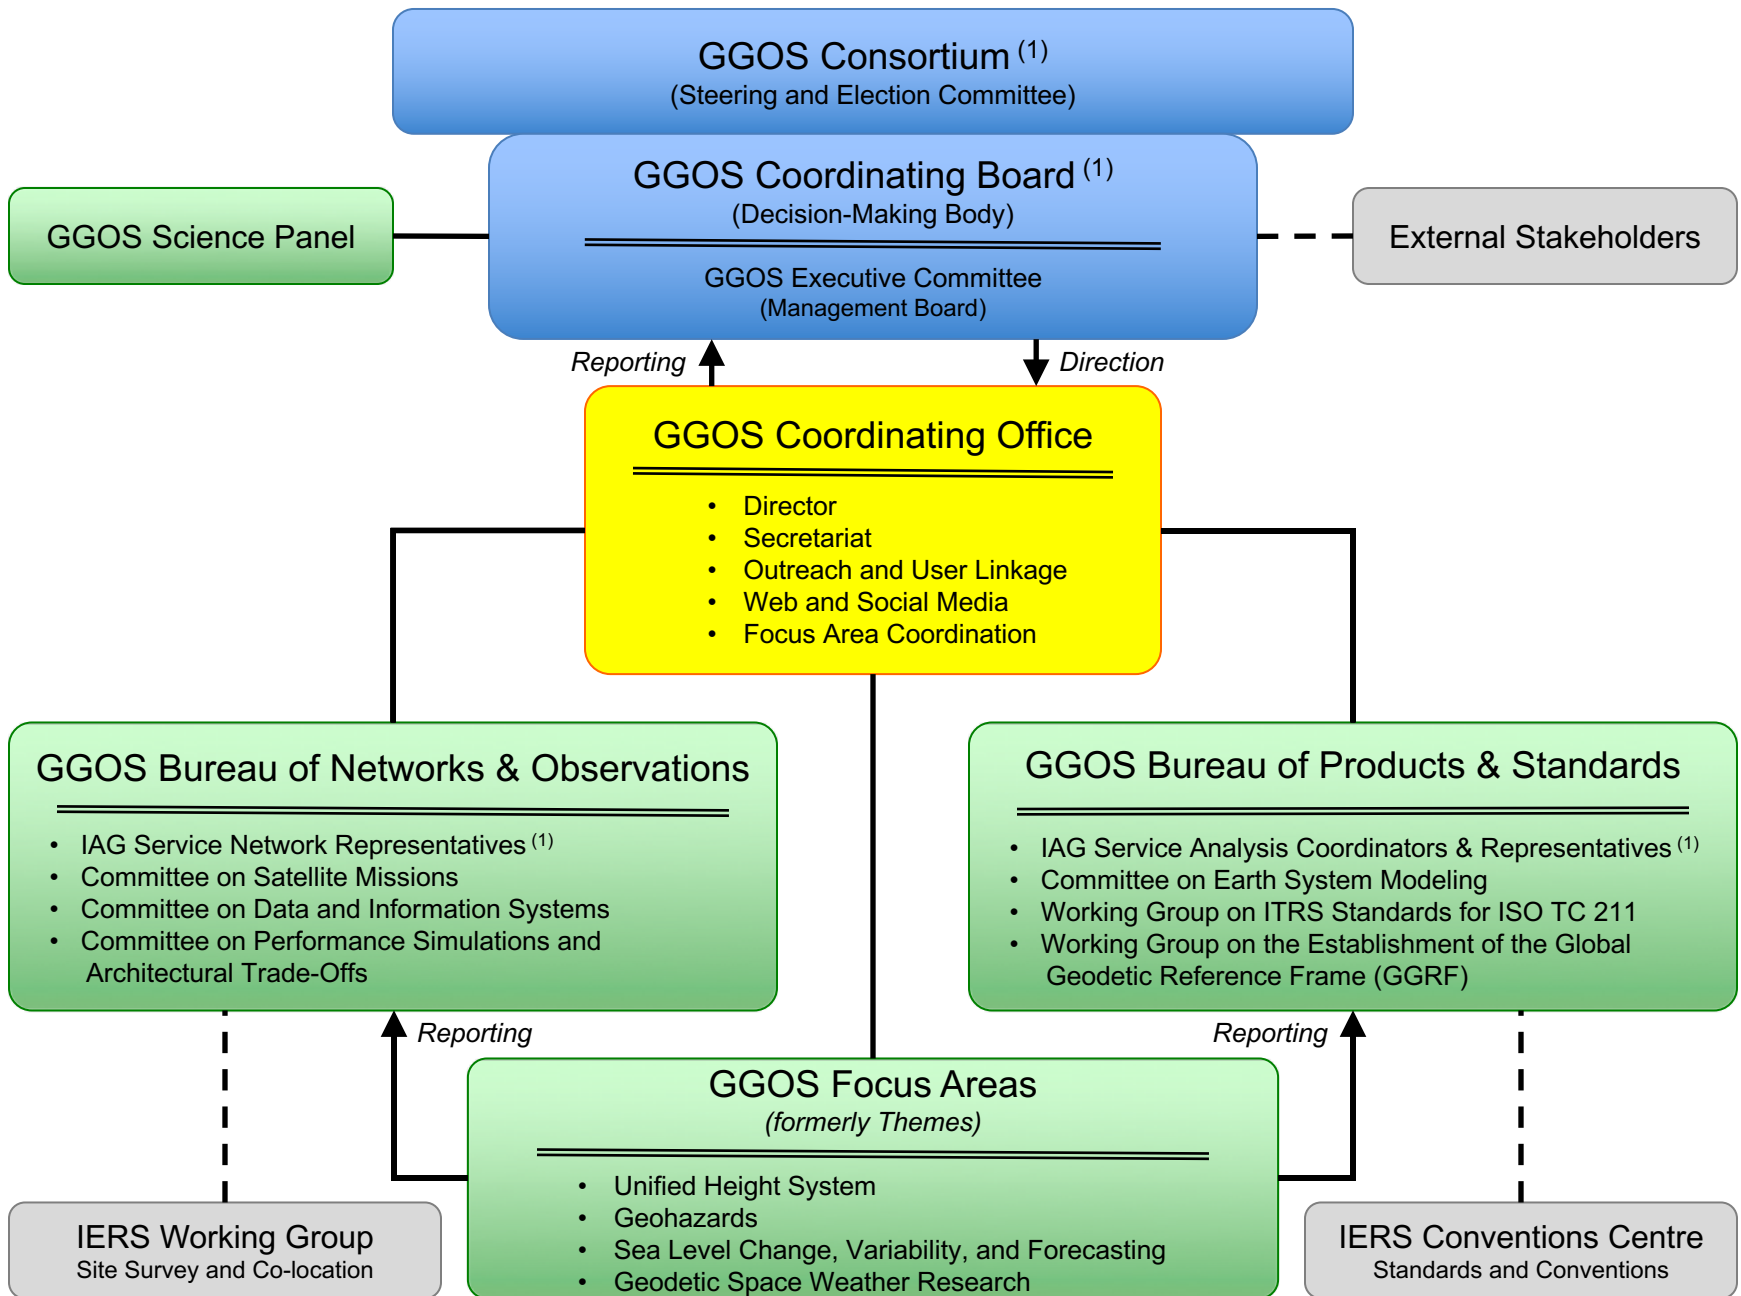 GGOS Consortium (1)
(Steering and Election Committee)
GGOS Coordinating Board (1)
(Decision-Making Body)
GGOS Executive Committee
(Management Board)
GGOS Science Panel
External Stakeholders
Reporting
Direction
GGOS Coordinating Office
• Director
• Secretariat
• Outreach and User Linkage
• Web and Social Media
• Focus Area Coordination
GGOS Bureau of Networks & Observations
• IAG Service Network Representatives (1)
• Committee on Satellite Missions
• Committee on Data and Information Systems
• Committee on Performance Simulations and
Architectural Trade-Offs
GGOS Bureau of Products & Standards
• IAG Service Analysis Coordinators & Representatives (1)
• Committee on Earth System Modeling
• Working Group on ITRS Standards for ISO TC 211
• Working Group on the Establishment of the Global
Geodetic Reference Frame (GGRF)
Reporting
Reporting
GGOS Focus Areas
(formerly Themes)
• Unified Height System
• Geohazards
• Sea Level Change, Variability, and Forecasting
• Geodetic Space Weather Research
IERS Working Group
Site Survey and Co-location
IERS Conventions Centre
Standards and Conventions